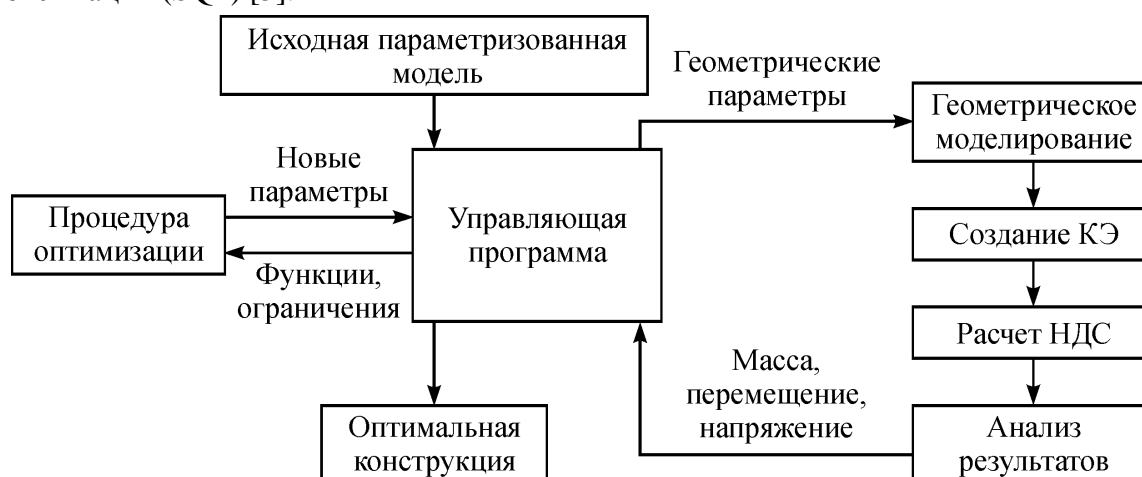 Исходная параметризованная
модель
Геометрические
параметры
Геометрическое
моделирование
Новые
параметры
Процедура
оптимизации
Управляющая
программа
Создание КЭ
Функции,
ограничения
Расчет НДС
Масса,
перемещение,
напряжение
Оптимальная
конструкция
Анализ
результатов